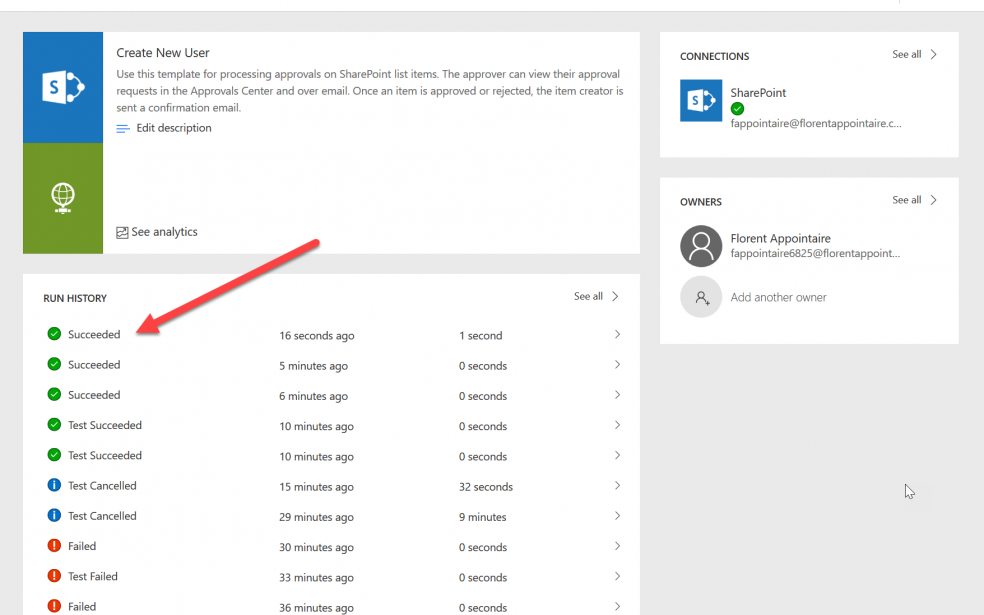 Create New User
Use this template for processing approvals on SharePoint list items. The approver can view their approval
requests in the Approvals Center and over email. Once an item is approved or rejected, the item creator is
sent a confirmation email.
Edit description
See analytics
RUN HISTORY See all
Succeeded 16 seconds ago 1 second
Succeeded 5 minutes ago 0 seconds
Succeeded 6 minutes ago 0 seconds
Test Succeeded 10 minutes ago 0 seconds
Test Succeeded 10 minutes ago 0 seconds
Test Cancelled 15 minutes ago 32 seconds
Test Cancelled 29 minutes ago 9 minutes
Failed 30 minutes ago 0 seconds
Test Failed 33 minutes ago 0 seconds
Failed 36 minutes ago 0 seconds
CONNECTIONS See all
S SharePoint
fappointaire@florentappointaire.c...
OWNERS See all
Florent Appointaire
fappointaire6825@florentappoint...
Add another owner